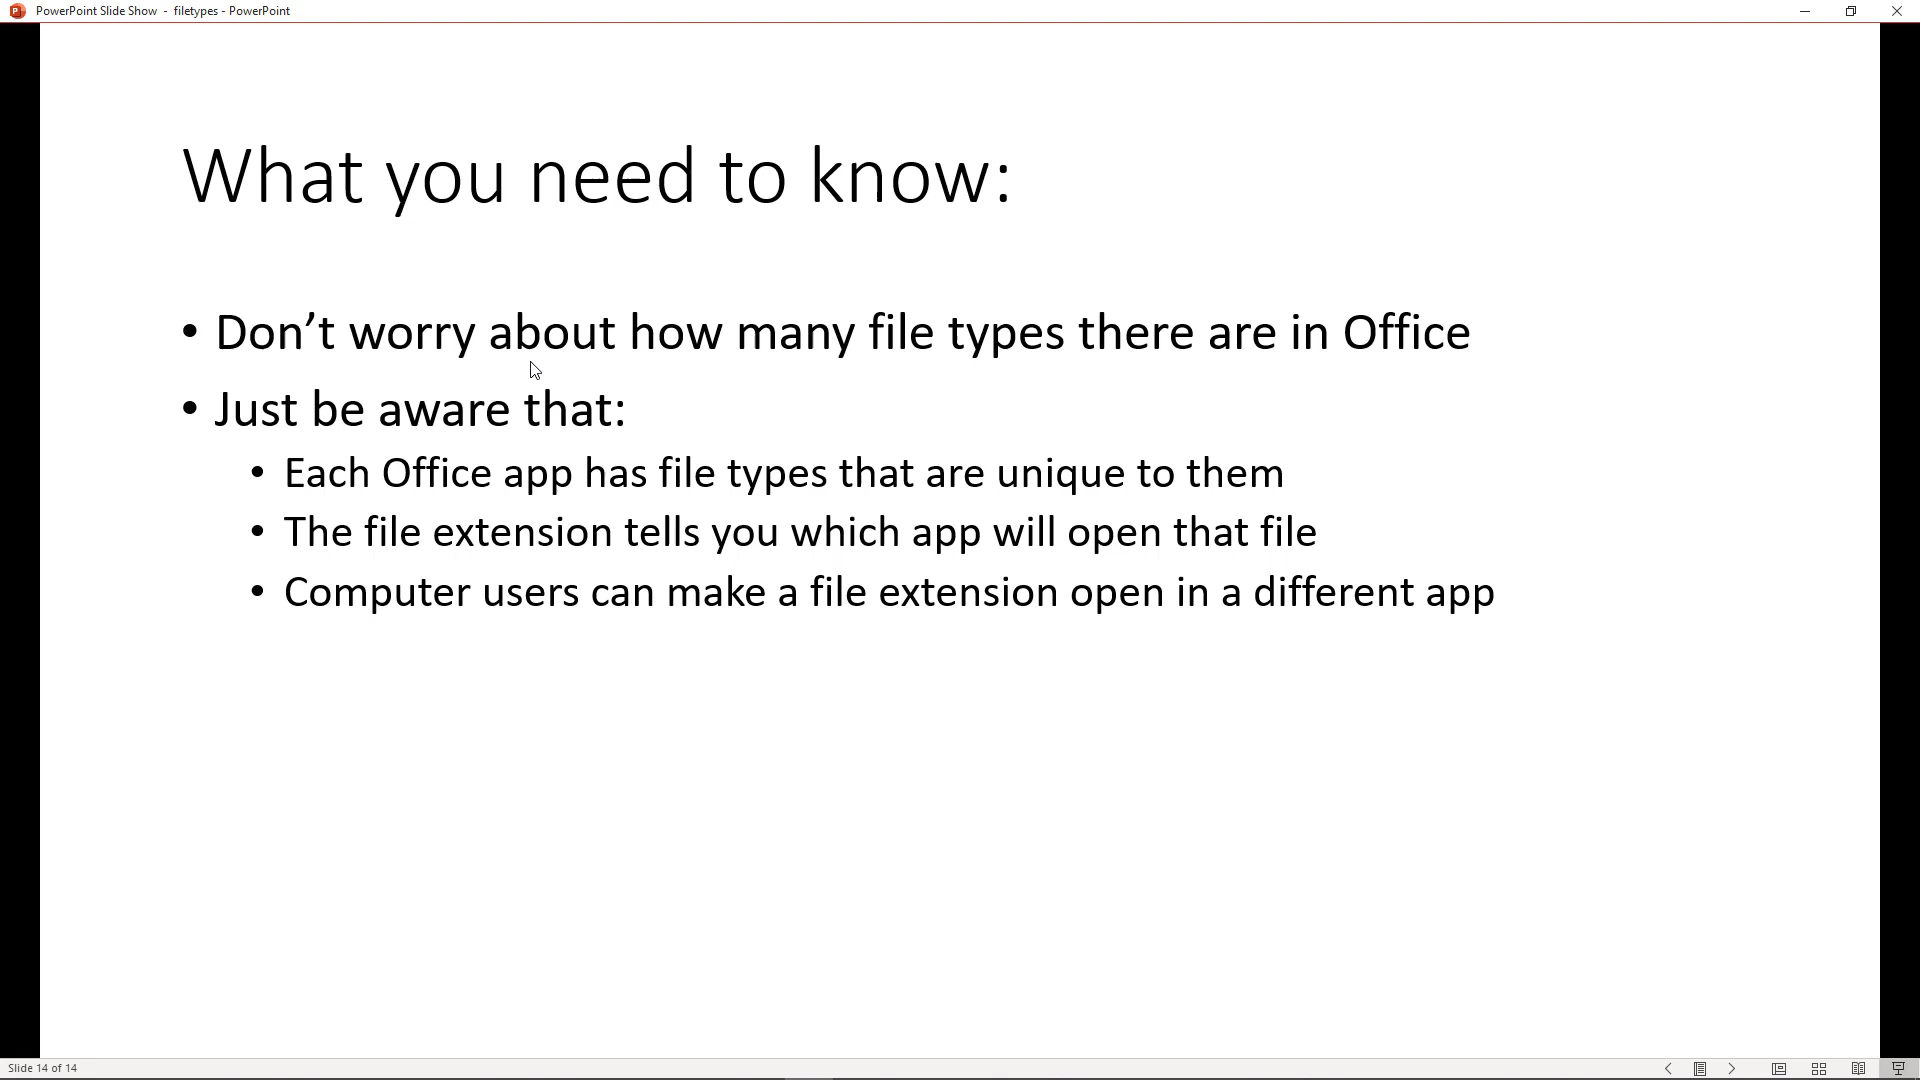 PowerPoint Slide Show - filetypes - PowerPoint
What you need to know:
• Don’t worry about how many file types there are in Office
• Just be aware that:
• Each Office app has file types that are unique to them
• The file extension tells you which app will open that file
• Computer users can make a file extension open in a different app
Slide 14 of 14